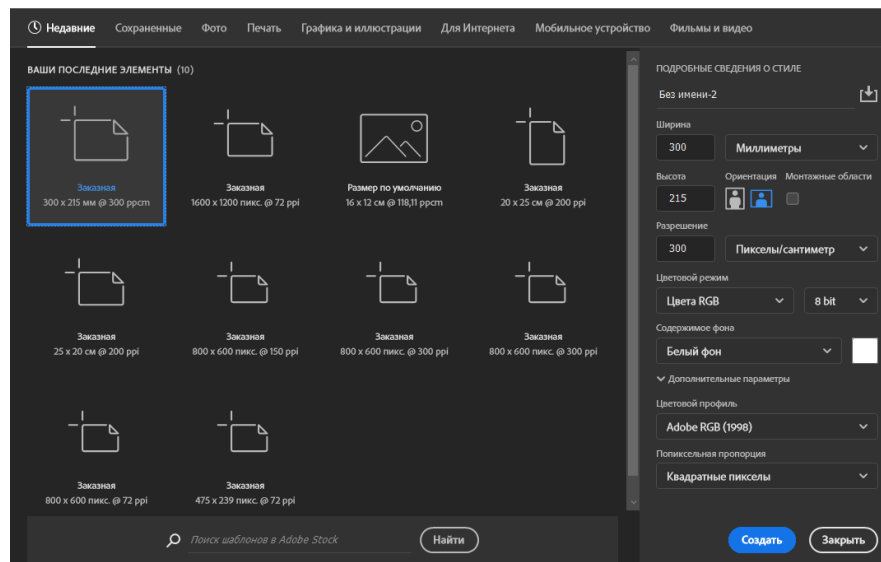 Недавние Сохраненные Фото Печать Графика и иллюстрации Для Интернета Мобильное устройство Фильмы и видео
ВАШИ ПОСЛЕДНИЕ ЭЛЕМЕНТЫ (10)
Заказная
300 x 215 мм @ 300 ppcm
Заказная
1600 x 1200 пикс. @ 72 ppi
Размер по умолчанию
16 x 12 см @ 118,11 ppcm
Заказная
20 x 25 см @ 200 ppi
Заказная
25 x 20 см @ 200 ppi
Заказная
800 x 600 пикс. @ 150 ppi
Заказная
800 x 600 пикс. @ 300 ppi
Заказная
800 x 600 пикс. @ 300 ppi
Заказная
800 x 600 пикс. @ 72 ppi
Заказная
475 x 239 пикс. @ 72 ppi
Поиск шаблонов в Adobe Stock
Найти
ПОДРОБНЫЕ СВЕДЕНИЯ О СТИЛЕ
Без имени-2
Ширина
300 Миллиметры
Высота Ориентация Монтажные области
215
Разрешение
300 Пикселы/сантиметр
Цветовой режим
Цвета RGB 8 bit
Содержимое фона
Белый фон
Дополнительные параметры
Цветовой профиль
Adobe RGB (1998)
Попиксельная пропорция
Квадратные пикселы
Создать Закрыть